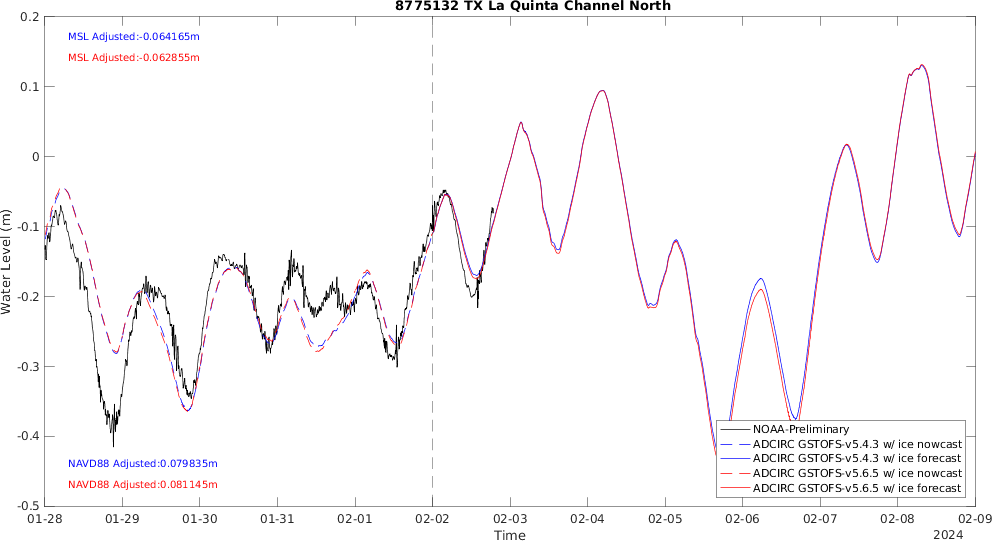 8775132 TX La Quinta Channel North
MSL Adjusted:-0.064165m
MSL Adjusted:-0.062855m
NAVD88 Adjusted:0.079835m
NAVD88 Adjusted:0.081145m
Water Level (m)
0.2
0.1
0
-0.1
-0.2
-0.3
-0.4
-0.5
NOAA-Preliminary
ADCIRC GSTOFS-v5.4.3 w/ ice nowcast
ADCIRC GSTOFS-v5.4.3 w/ ice forecast
ADCIRC GSTOFS-v5.6.5 w/ ice nowcast
ADCIRC GSTOFS-v5.6.5 w/ ice forecast
01-28 01-29 01-30 01-31 02-01 02-02 02-03 02-04 02-05 02-06 02-07 02-08 02-09
Time
2024